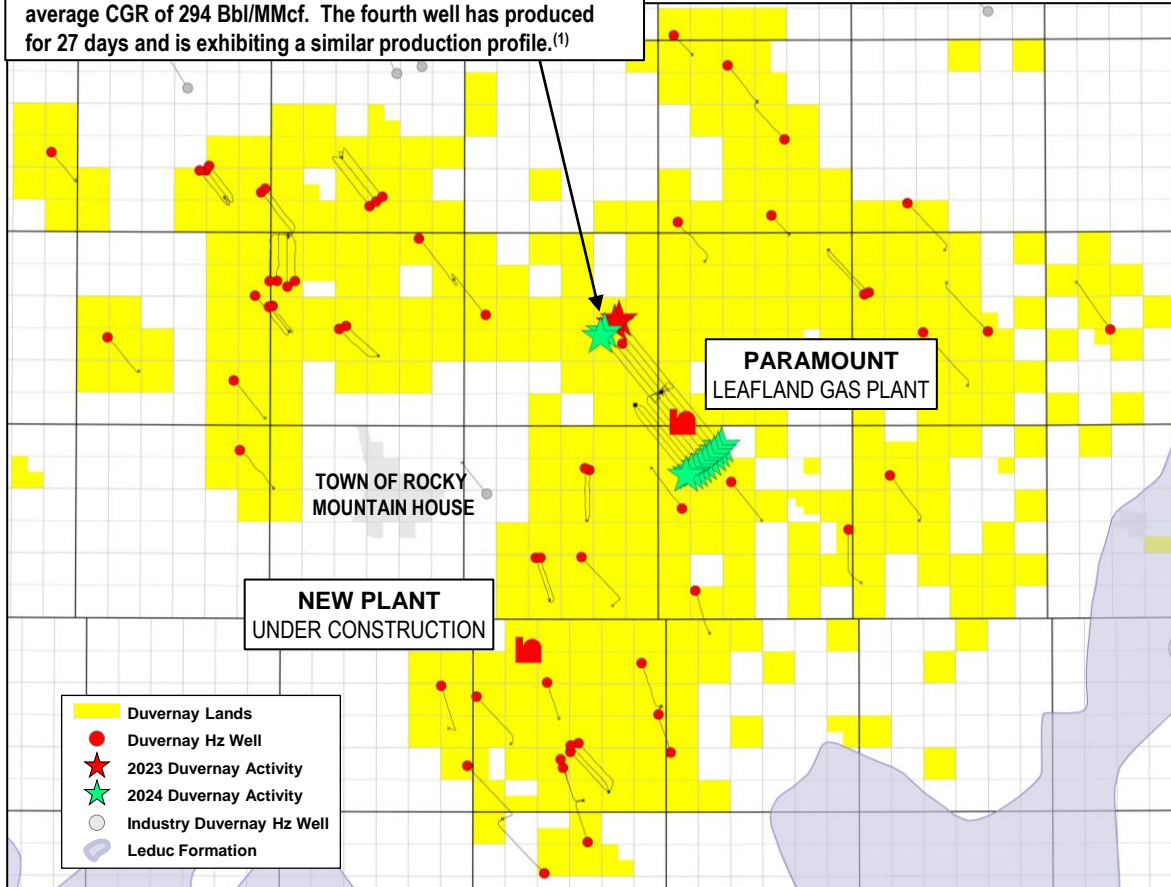 average CGR of 294 Bbl/MMcf. The fourth well has produced
for 27 days and is exhibiting a similar production profile.(1)
PARAMOUNT
LEAFLAND GAS PLANT
TOWN OF ROCKY
MOUNTAIN HOUSE
NEW PLANT
UNDER CONSTRUCTION
Duvernay Lands
Duvernay Hz Well
2023 Duvernay Activity
2024 Duvernay Activity
Industry Duvernay Hz Well
Leduc Formation